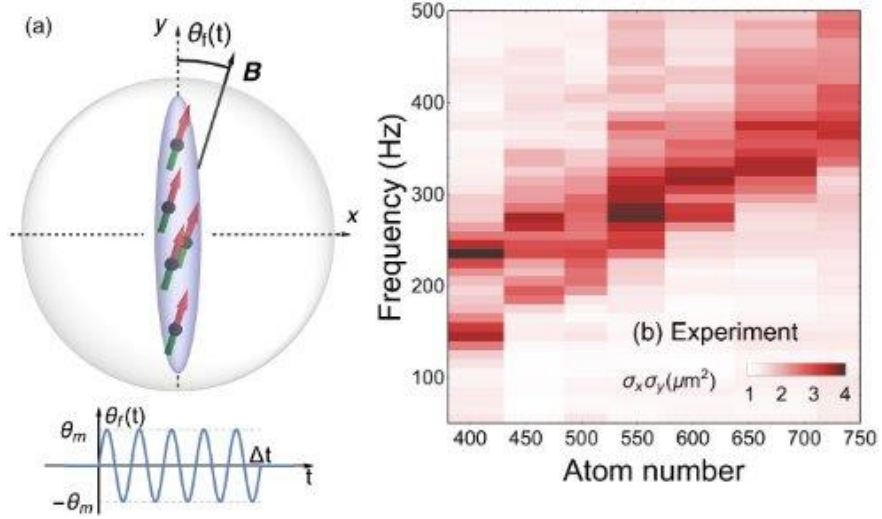 (a)
y
θf(t)
B
x
θf(t)
θm
Δt
t
−θm
500
400
300
200
100
Frequency (Hz)
(b) Experiment
σxσy(μm²)
1 2 3 4
400 450 500 550 600 650 700 750
Atom number